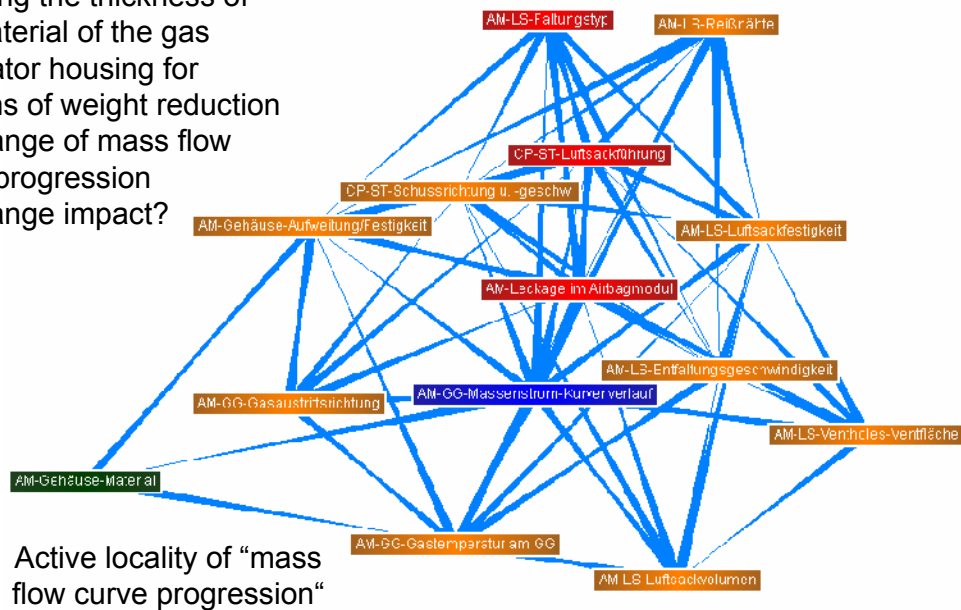 ng the thickness of
aterial of the gas
ator housing for
ns of weight reduction
ange of mass flow
progression
ange impact?
AM-LS-Faltungstyp
AM-LS-Reißnähte
CP-ST-Luftsackführung
CP-ST-Schussrichtung u. -geschw
AM-Gehäuse-Aufweitung/Festigkeit
AM-LS-Luftsackfestigkeit
AM-Leckage im Airbagmodul
AM-LS-Entfaltungsgeschwindigkeit
AM-GG-Massenstrom-Kurvenverlauf
AM-GG-Gasaustrittsrichtung
AM-LS-Ventholes-Ventfläche
AM-Gehäuse-Material
AM-GG-Gastemperatur am GG
AM-LS-Luftsackvolumen
Active locality of “mass
flow curve progression“